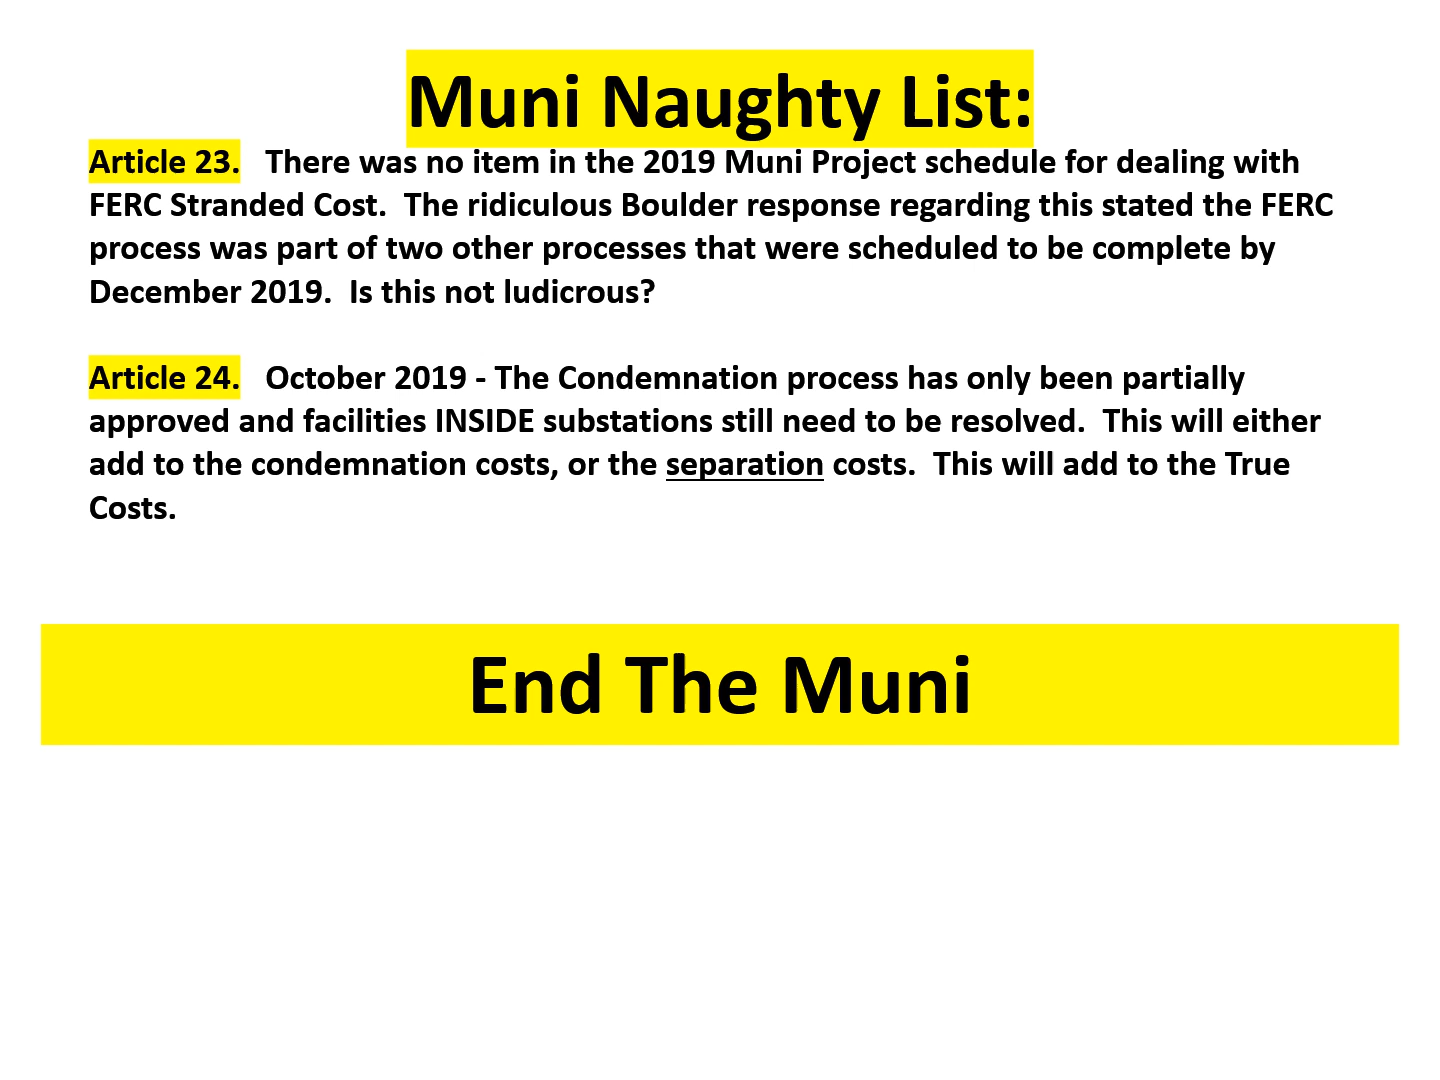 Muni Naughty List:
Article 23.   There was no item in the 2019 Muni Project schedule for dealing with
FERC Stranded Cost.  The ridiculous Boulder response regarding this stated the FERC
process was part of two other processes that were scheduled to be complete by
December 2019.  Is this not ludicrous?
Article 24.   October 2019 - The Condemnation process has only been partially
approved and facilities INSIDE substations still need to be resolved.  This will either
add to the condemnation costs, or the separation costs.  This will add to the True
Costs.
End The Muni